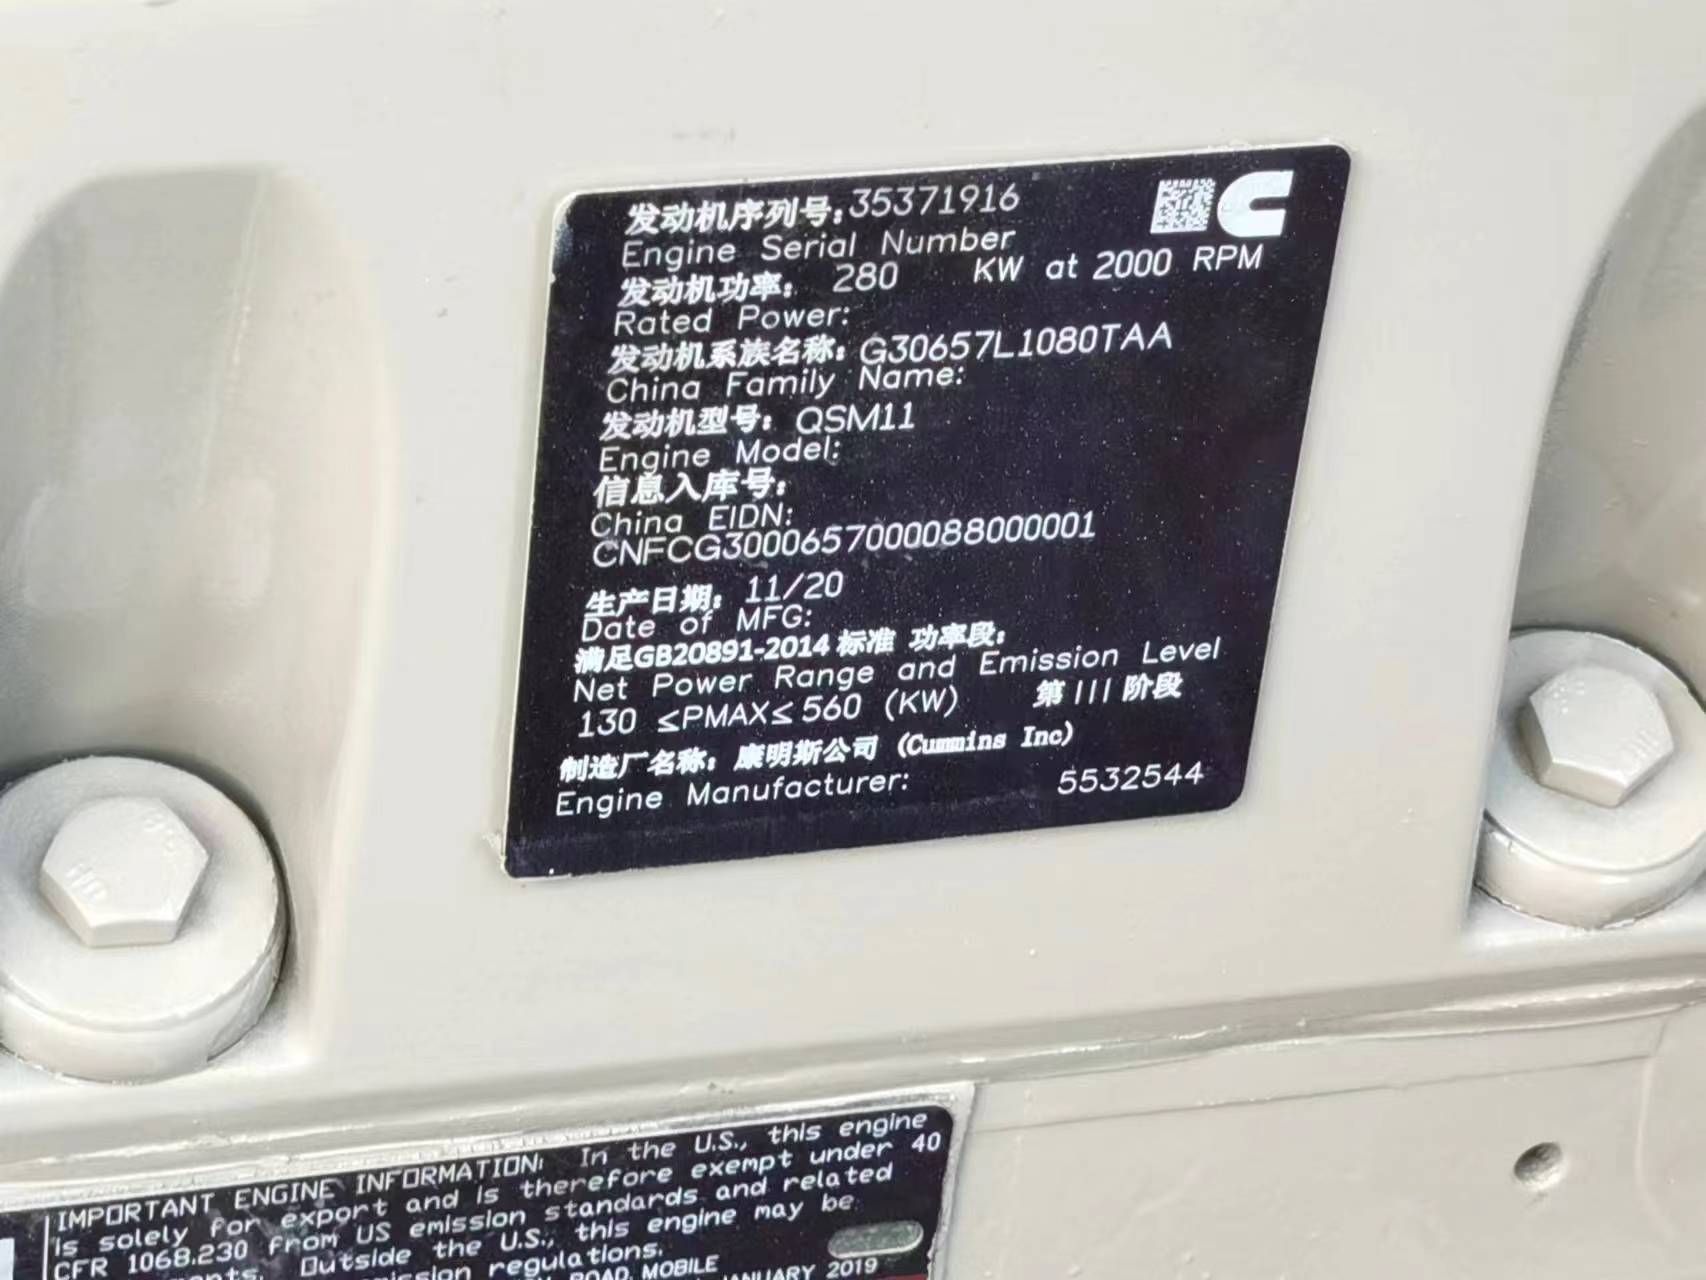 发动机序列号: 35371916
Engine Serial Number
发动机功率: 280 KW at 2000 RPM
Rated Power:
发动机系族名称: G30657L1080TAA
China Family Name:
发动机型号: QSM11
Engine Model:
信息入库号:
China EIDN:
CNFCG3000657000088000001
生产日期: 11/20
Date of MFG:
满足GB20891-2014 标准 功率段:
Net Power Range and Emission Level
130 ≤PMAX≤ 560 (KW) 第 III 阶段
制造厂名称: 康明斯公司 (Cummins Inc)
Engine Manufacturer: 5532544
IMPORTANT ENGINE INFORMATION: In the U.S., this engine
is solely for export and is therefore exempt under 40
CFR 1068.230 from US emission standards and related
Outside the U.S., this engine may be
regulations.
ROAD, MOBILE
JANUARY 2019